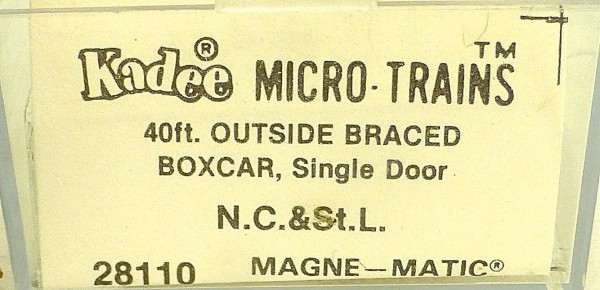 Kadee® MICRO-TRAINS™
40ft. OUTSIDE BRACED
BOXCAR, Single Door
N.C.&St.L.
28110 MAGNE-MATIC®